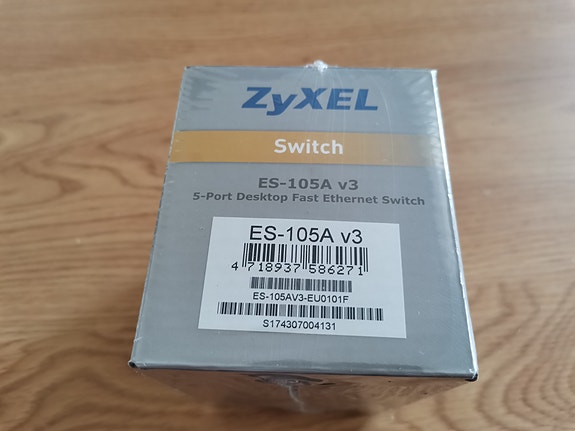 ZyXEL
Switch
ES-105A v3
5-Port Desktop Fast Ethernet Switch
ES-105A v3
4 718937 586271
ES-105AV3-EU0101F
S174307004131